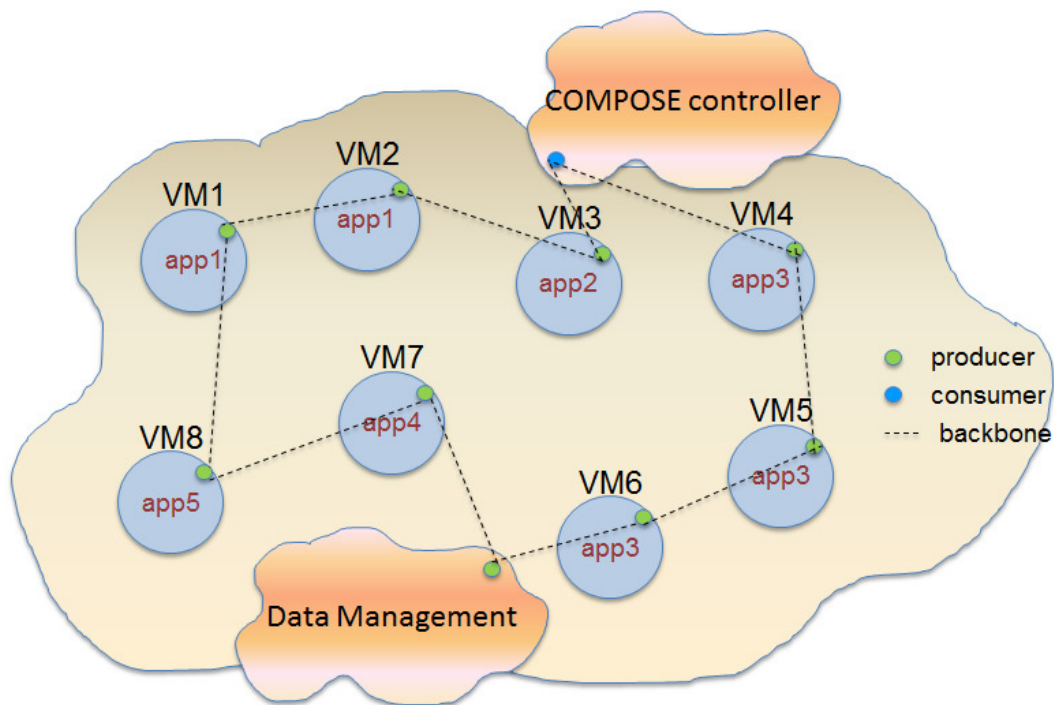 COMPOSE controller
VM2
app1
VM1
app1
VM3
app2
VM4
app3
producer
consumer
backbone
VM7
app4
VM5
app3
VM8
app5
VM6
app3
Data Management